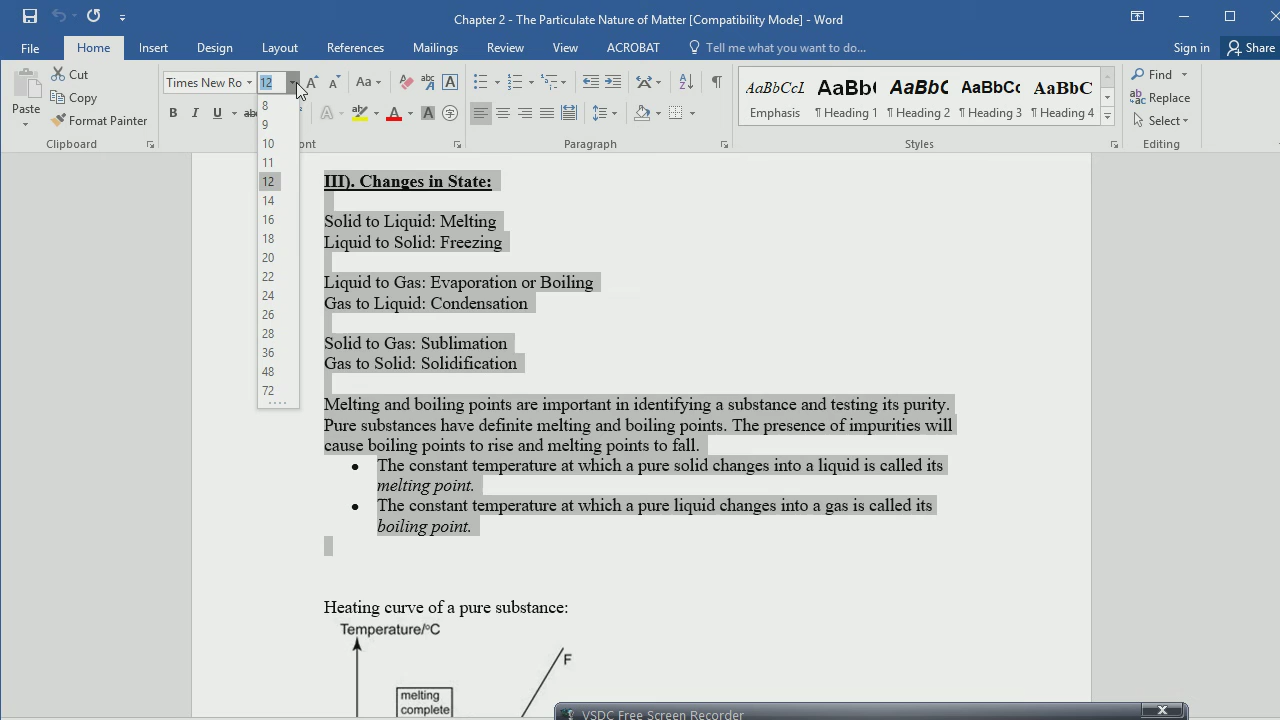 Chapter 2 - The Particulate Nature of Matter [Compatibility Mode] - Word
File Home Insert Design Layout References Mailings Review View ACROBAT Tell me what you want to do... Sign in Share
Paste
Cut
Copy
Format Painter
Clipboard
Times New Ro 12
Aa
abc A
B I U abc
A ab A A
Font
Paragraph
AaBbCcL AaBb( AaBbCc AaBbCc AaBbC
Emphasis ¶ Heading 1 ¶ Heading 2 ¶ Heading 3 ¶ Heading 4
Styles
Find
Replace
Select
Editing
8
9
10
11
12
14
16
18
20
22
24
26
28
36
48
72
III). Changes in State:
Solid to Liquid: Melting
Liquid to Solid: Freezing
Liquid to Gas: Evaporation or Boiling
Gas to Liquid: Condensation
Solid to Gas: Sublimation
Gas to Solid: Solidification
Melting and boiling points are important in identifying a substance and testing its purity.
Pure substances have definite melting and boiling points. The presence of impurities will
cause boiling points to rise and melting points to fall.
• The constant temperature at which a pure solid changes into a liquid is called its
melting point.
• The constant temperature at which a pure liquid changes into a gas is called its
boiling point.
Heating curve of a pure substance:
Temperature/°C
F
melting
complete
VSDC Free Screen Recorder